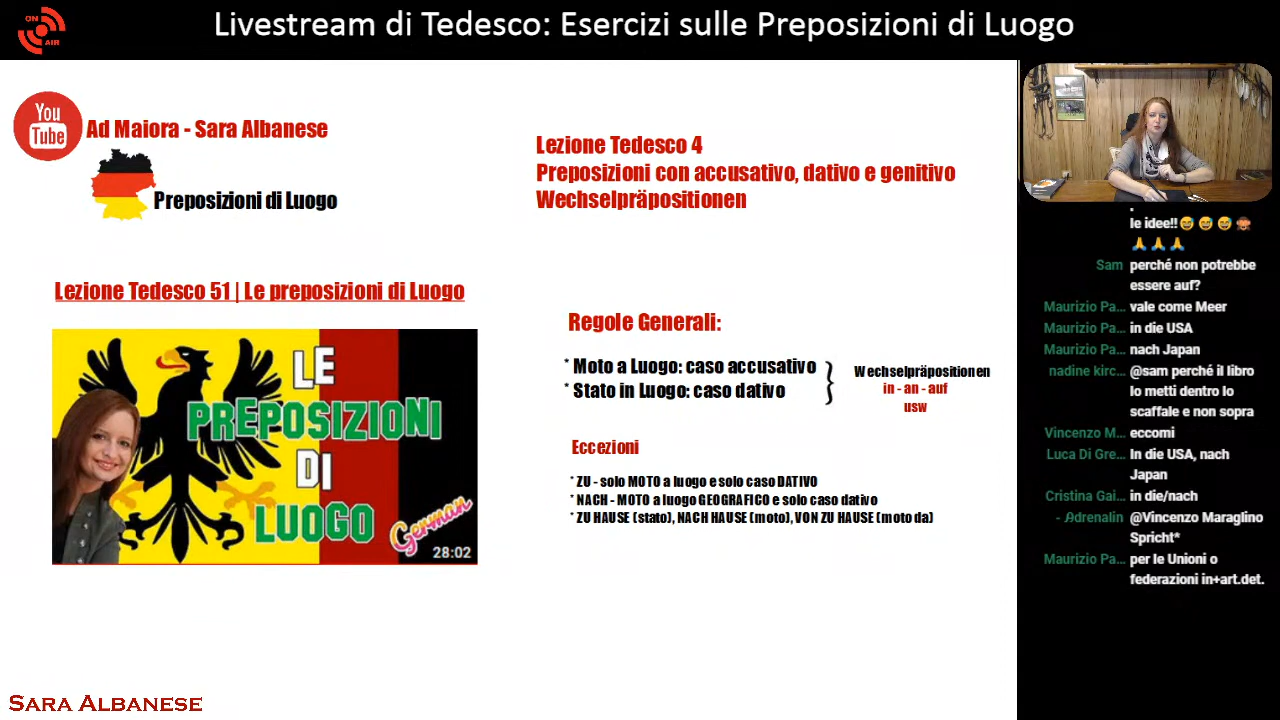 ON
AIR
Livestream di Tedesco: Esercizi sulle Preposizioni di Luogo
You
Tube
Ad Maiora - Sara Albanese
Preposizioni di Luogo
Lezione Tedesco 4
Preposizioni con accusativo, dativo e genitivo
Wechselpräpositionen
Lezione Tedesco 51 | Le preposizioni di Luogo
LE
PREPOSIZIONI
DI
LUOGO
German
28:02
Regole Generali:
* Moto a Luogo: caso accusativo
* Stato in Luogo: caso dativo
}
Wechselpräpositionen
in - an - auf
usw
Eccezioni
* ZU - solo MOTO a luogo e solo caso DATIVO
* NACH - MOTO a luogo GEOGRAFICO e solo caso dativo
* ZU HAUSE (stato), NACH HAUSE (moto), VON ZU HAUSE (moto da)
le idee!!😅 😅 😅 🙊
🙏 🙏 🙏
Sam perché non potrebbe
essere auf?
Maurizio Pa... vale come Meer
Maurizio Pa... in die USA
Maurizio Pa... nach Japan
nadine kirc... @sam perché il libro
lo metti dentro lo
scaffale e non sopra
Vincenzo M... eccomi
Luca Di Gre... In die USA, nach
Japan
Cristina Gai... in die/nach
- Adrenalin @Vincenzo Maraglino
Spricht*
Maurizio Pa... per le Unioni o
federazioni in+art.det.
SARA ALBANESE